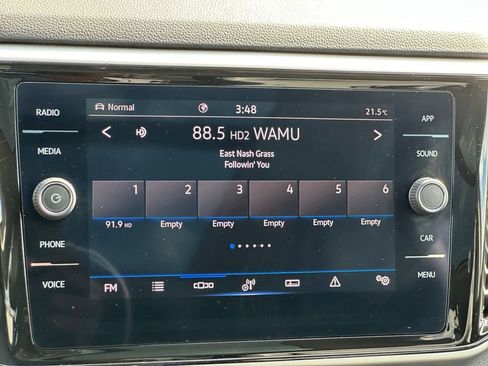 RADIO
MEDIA
PHONE
VOICE
Normal 3:48 21.5°C
88.5 HD2 WAMU
East Nash Grass
Followin' You
1 2 3 4 5 6
91.9 HD Empty Empty Empty Empty Empty
FM
APP
SOUND
CAR
MENU